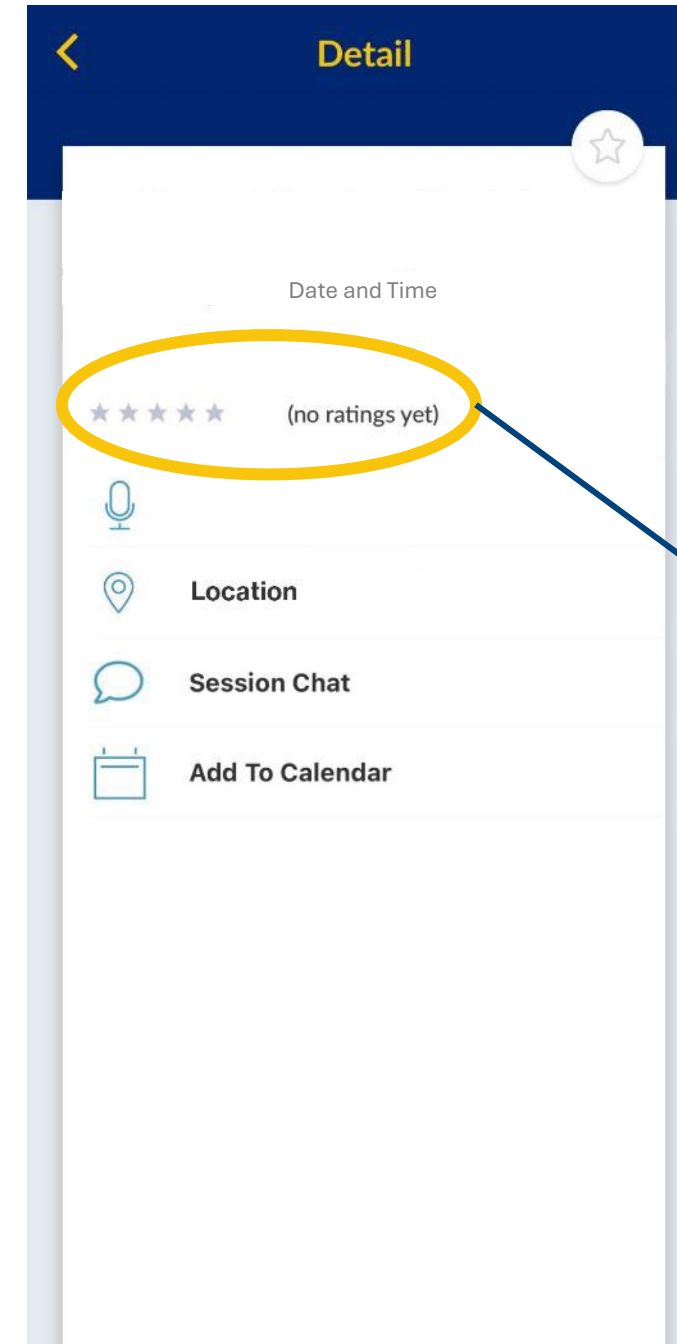 Detail
Date and Time
(no ratings yet)
Location
Session Chat
Add To Calendar